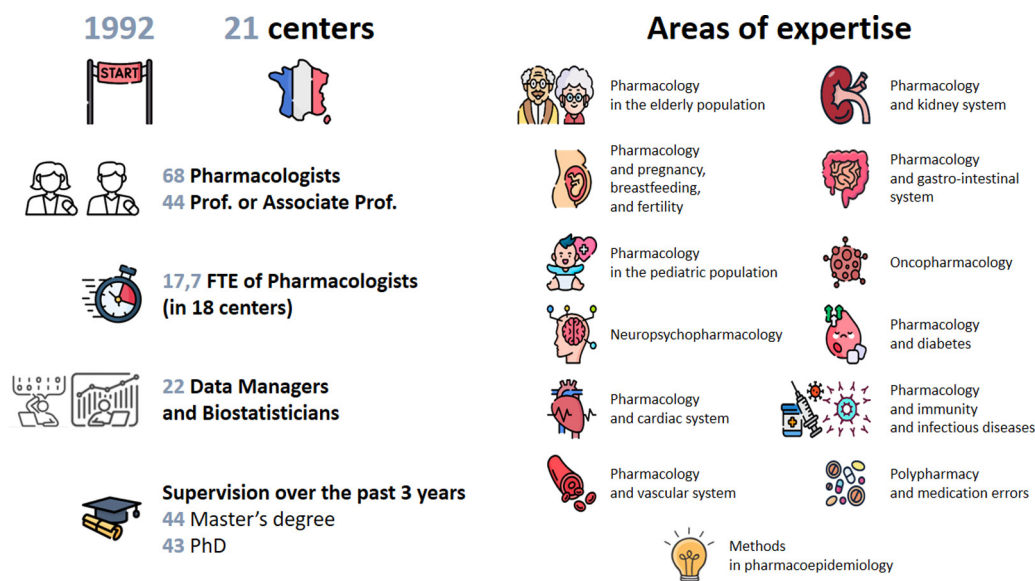 1992
21 centers
START
68 Pharmacologists
44 Prof. or Associate Prof.
17,7 FTE of Pharmacologists
(in 18 centers)
22 Data Managers
and Biostatisticians
Supervision over the past 3 years
44 Master's degree
43 PhD
Areas of expertise
Pharmacology
in the elderly population
Pharmacology
and kidney system
Pharmacology
and pregnancy,
breastfeeding,
and fertility
Pharmacology
and gastro-intestinal
system
Pharmacology
in the pediatric population
Oncopharmacology
Neuropsychopharmacology
Pharmacology
and diabetes
Pharmacology
and cardiac system
Pharmacology
and immunity
and infectious diseases
Pharmacology
and vascular system
Polypharmacy
and medication errors
Methods
in pharmacoepidemiology